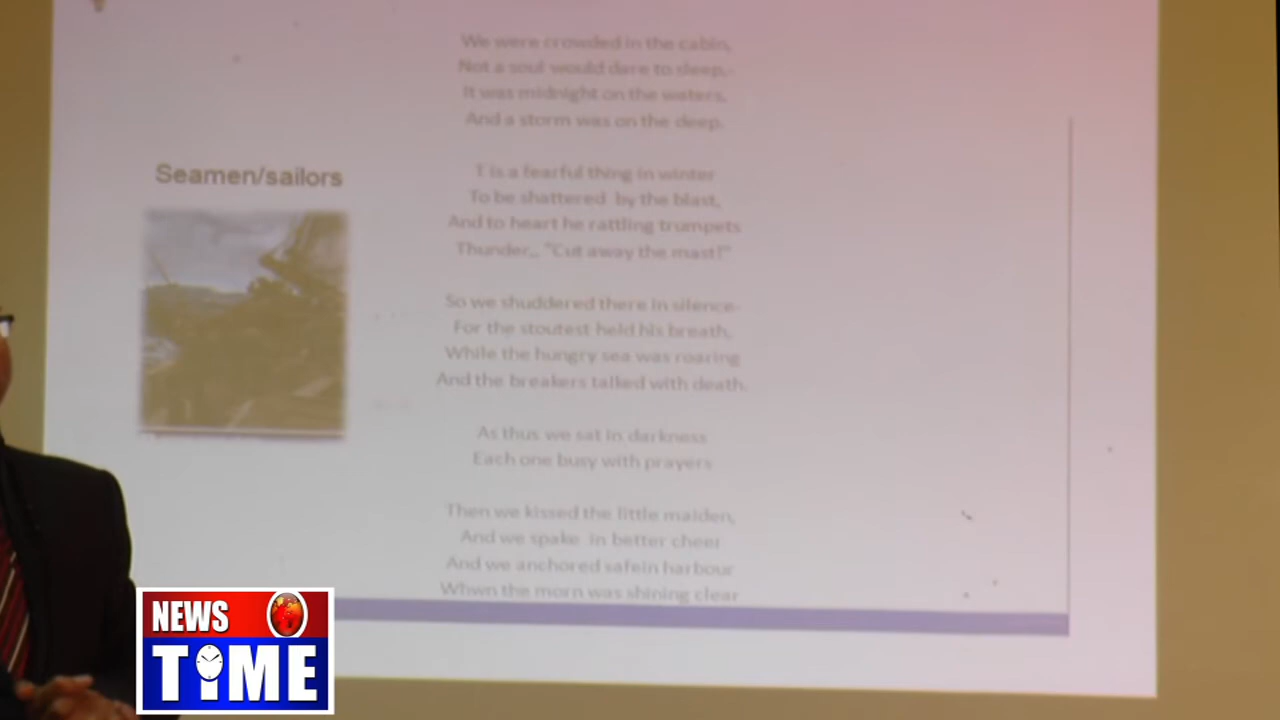 We were crowded in the cabin,
Not a soul would dare to sleep,-
It was midnight on the waters,
And a storm was on the deep.
T is a fearful thing in winter
To be shattered by the blast,
And to heart he rattling trumpets
Thunder,, "Cut away the mast!"
So we shuddered there in silence-
For the stoutest held his breath,
While the hungry sea was roaring
And the breakers talked with death.
As thus we sat in darkness
Each one busy with prayers
Then we kissed the little maiden,
And we spake in better cheer
And we anchored safein harbour
Whwn the morn was shining clear
Seamen/sailors
NEWS
TIME